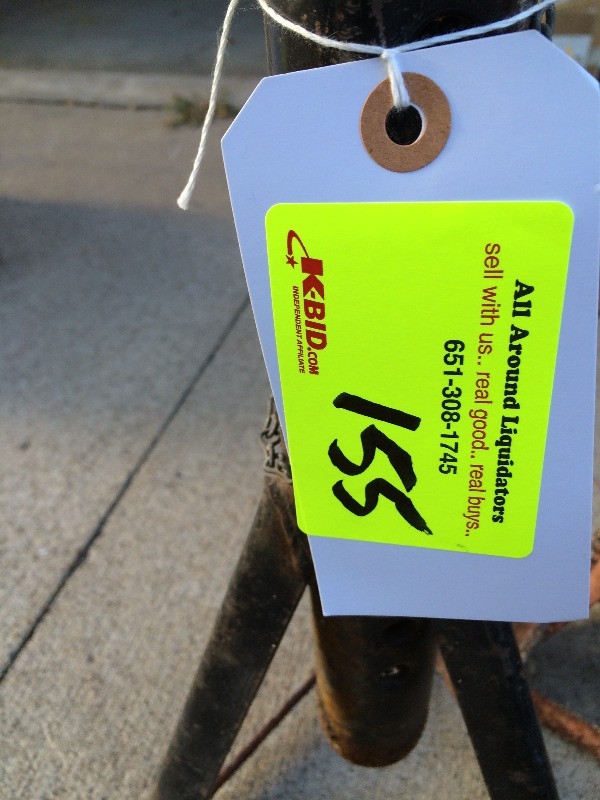 All Around Liquidators
sell with us.. real good.. real buys..
651-308-1745
K-BID.COM
INDEPENDENT AFFILIATE
155